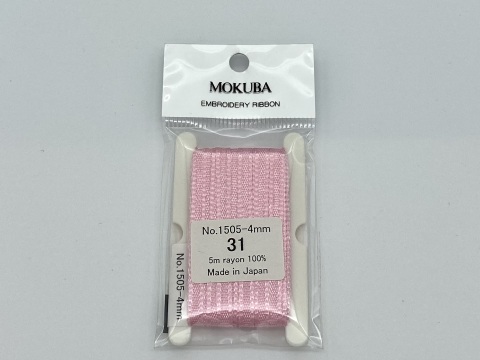 MOKUBA
EMBROIDERY RIBBON
No.1505-4mm
31
5m rayon 100%
Made in Japan
No.1505-4mm